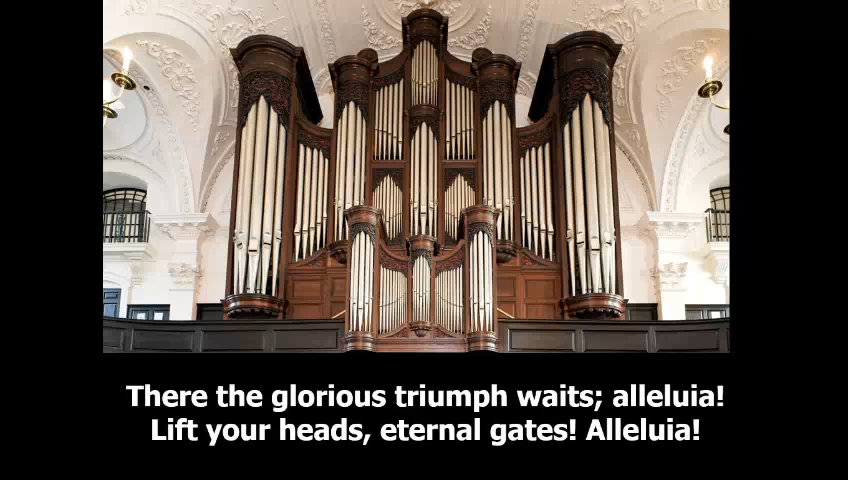 There the glorious triumph waits; alleluia!
Lift your heads, eternal gates! Alleluia!